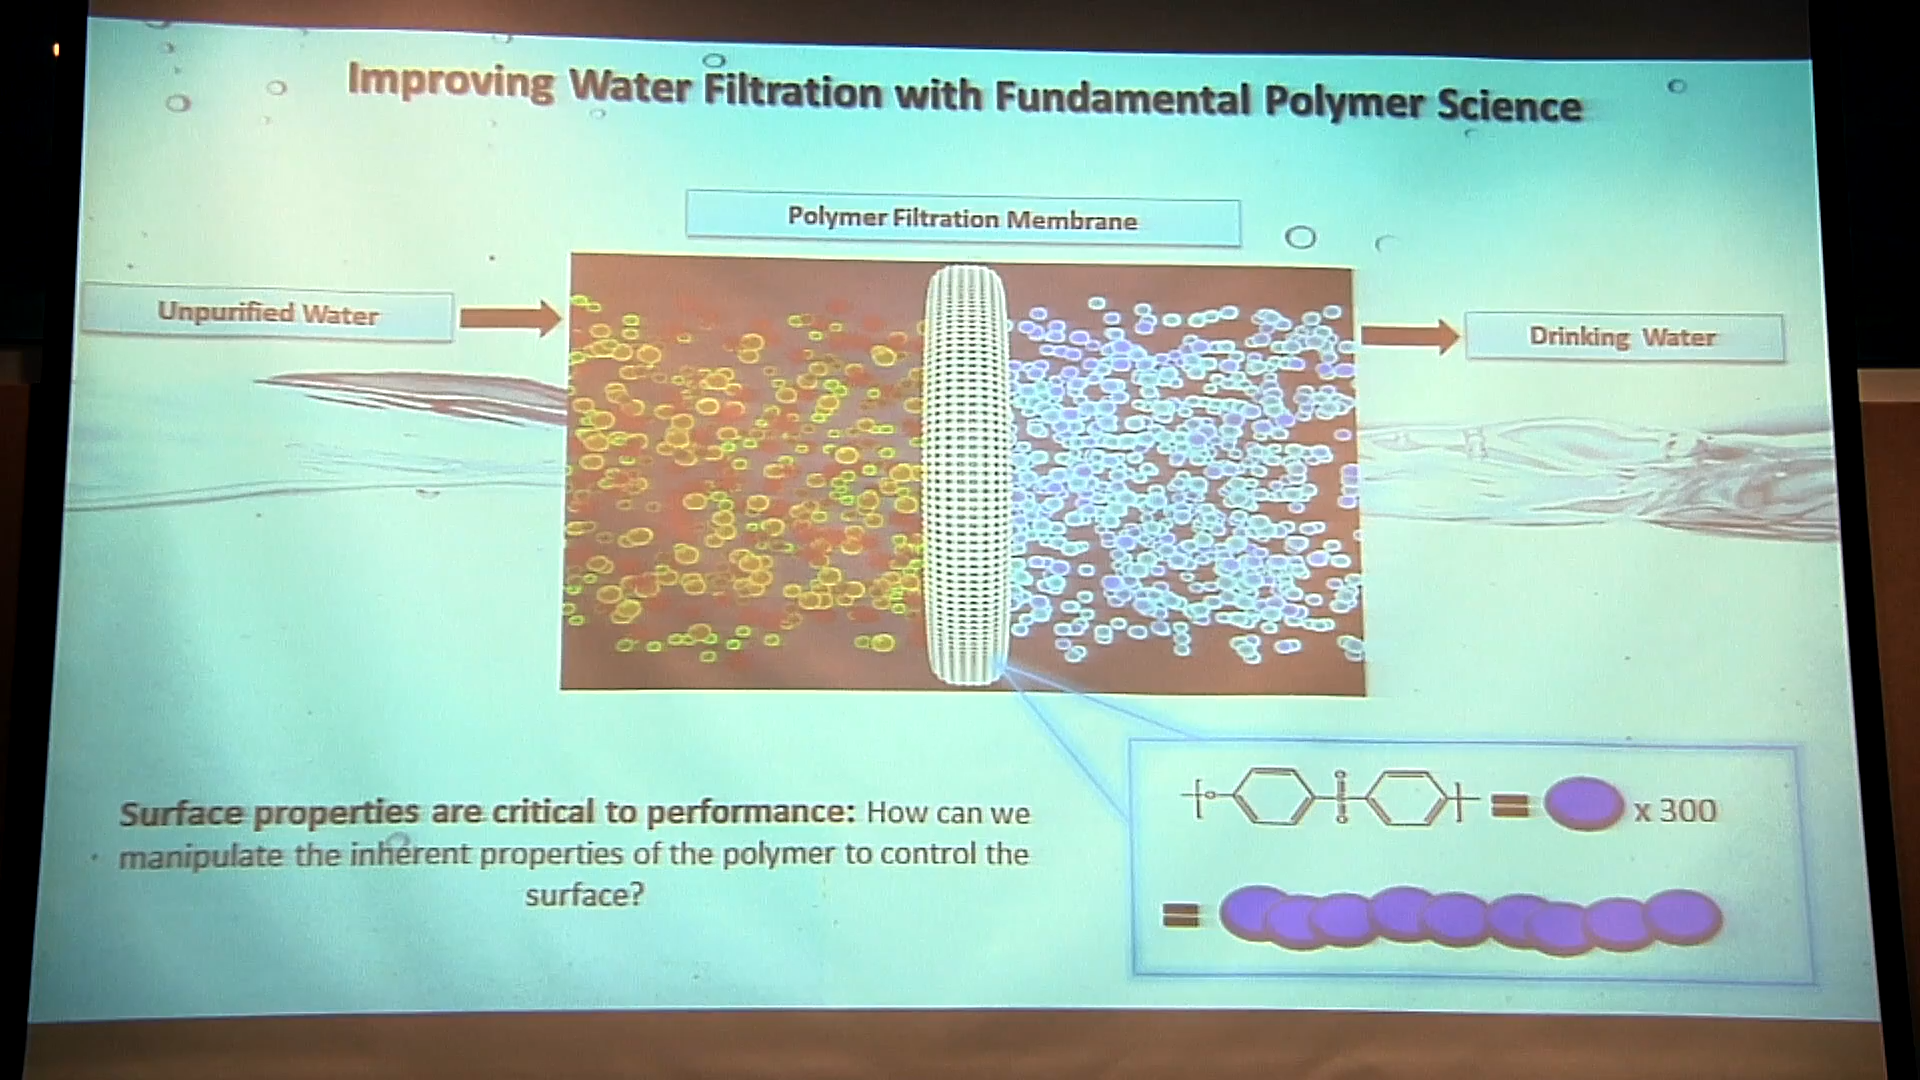 Improving Water Filtration with Fundamental Polymer Science
Polymer Filtration Membrane
Unpurified Water
Drinking Water
Surface properties are critical to performance: How can we
manipulate the inherent properties of the polymer to control the
surface?
x 300